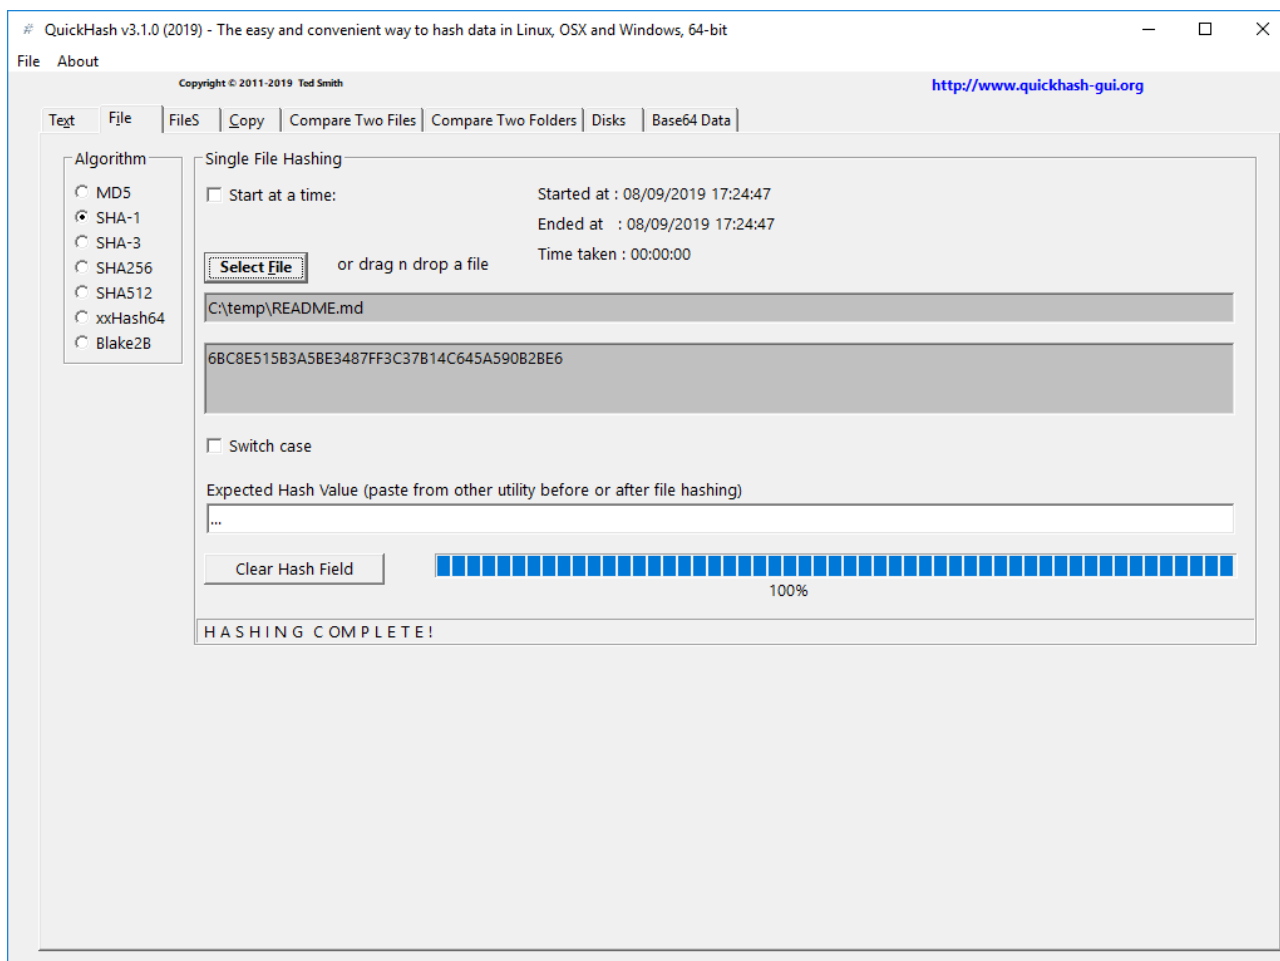 # QuickHash v3.1.0 (2019) - The easy and convenient way to hash data in Linux, OSX and Windows, 64-bit
File About
Copyright © 2011-2019 Ted Smith http://www.quickhash-gui.org
Text File FileS Copy Compare Two Files Compare Two Folders Disks Base64 Data
Algorithm
MD5
SHA-1
SHA-3
SHA256
SHA512
xxHash64
Blake2B
Single File Hashing
Start at a time:
Started at : 08/09/2019 17:24:47
Ended at : 08/09/2019 17:24:47
Time taken : 00:00:00
Select File or drag n drop a file
C:\temp\README.md
6BC8E515B3A5BE3487FF3C37B14C645A590B2BE6
Switch case
Expected Hash Value (paste from other utility before or after file hashing)
...
Clear Hash Field
100%
H A S H I N G C O M P L E T E !